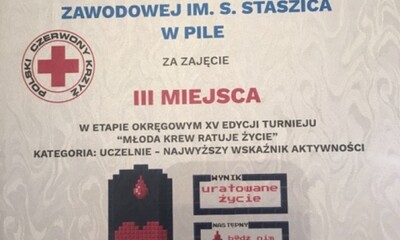 ZAWODOWEJ IM. S. STASZICA
W PILE
POLSKI CZERWONY KRZYŻ
ZA ZAJĘCIE
III MIEJSCA
W ETAPIE OKRĘGOWYM XV EDYCJI TURNIEJU
"MŁODA KREW RATUJE ŻYCIE"
KATEGORIA: UCZELNIE - NAJWYŻSZY WSKAŹNIK AKTYWNOŚCI
WYNIK
uratowane
życie
NASTĘPNY